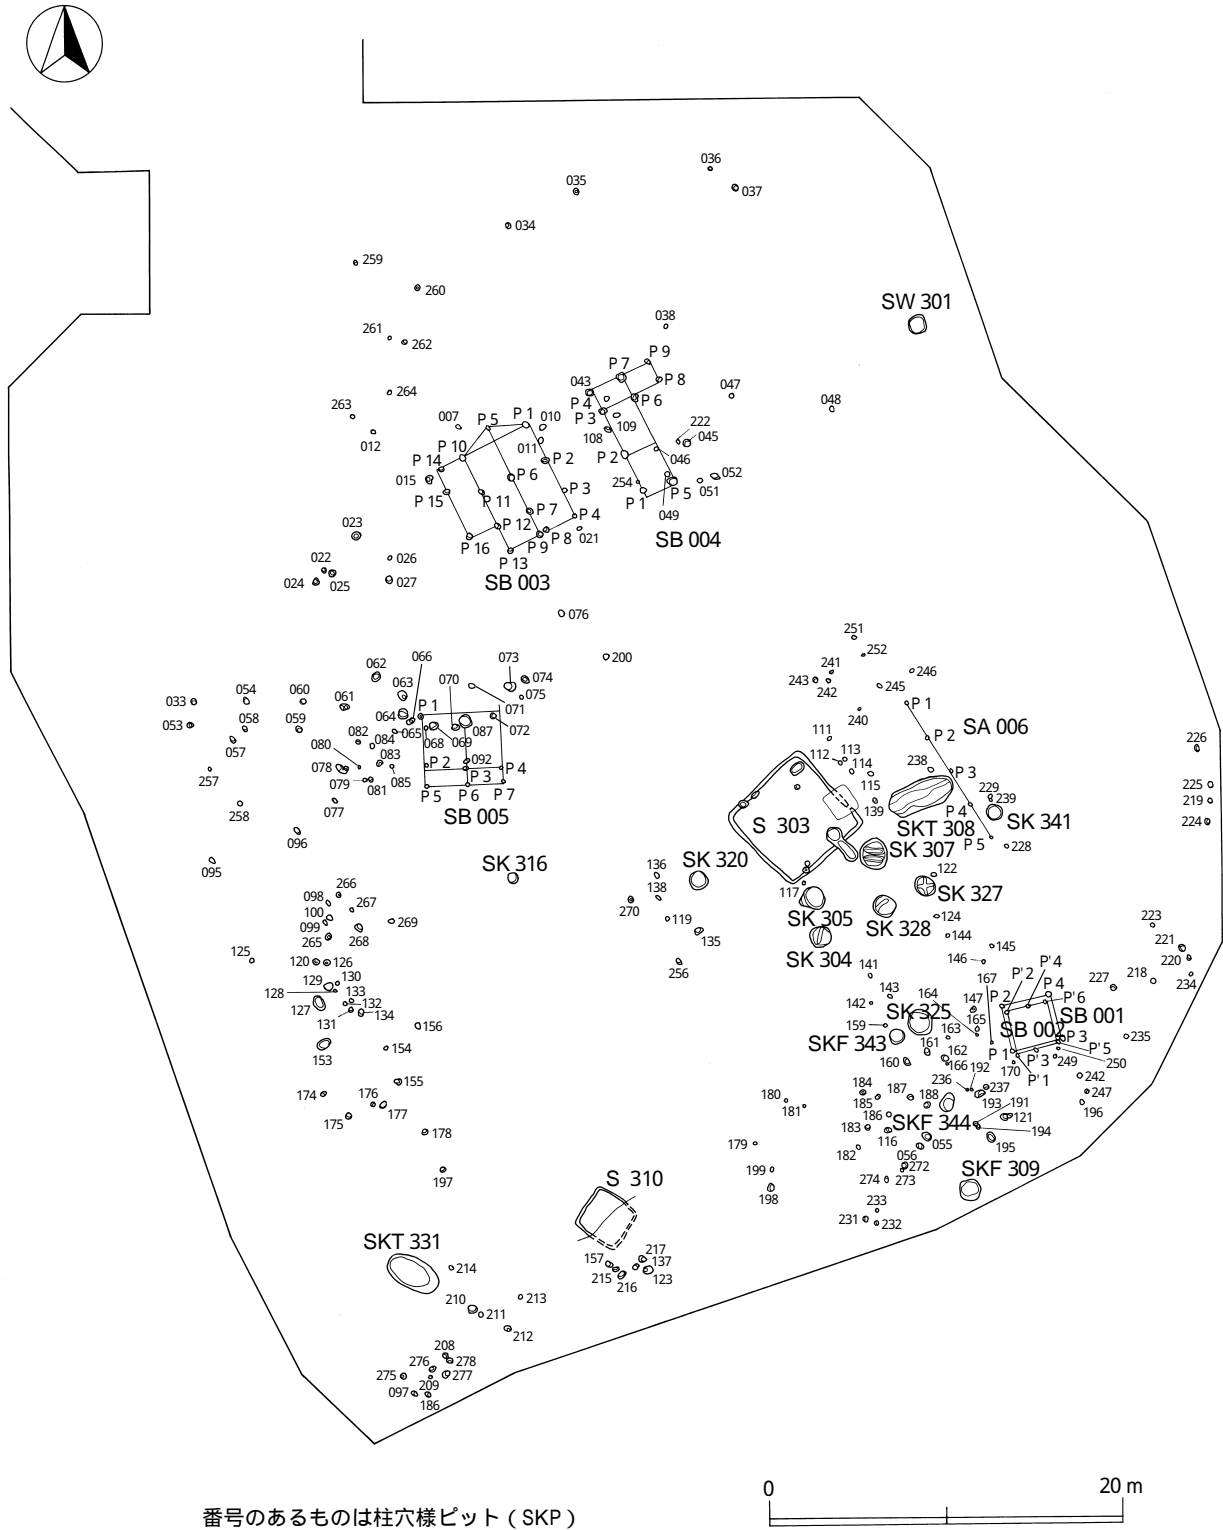 036
035
037
034
259
260
SW 301
038
261
262
P 9
P 7
P 8
043
264
047
P 4
P 6
263
048
P 3
109
007
P 5
P 1
010
222
012
108
045
011
P 10
P 2
046
P 14
P 2
052
015
P 6
254
P 5
051
P 15
P 11
P 3
P 1
049
P 7
P 4
023
P 12
P 8
021
SB 004
P 16
P 9
P 13
026
022
SB 003
024
025
027
076
251
252
066
073
200
062
241
246
070
074
243
242
063
075
245
033
054
060
061
P 1
071
P 1
064
240
053
058
059
065
087
072
SA 006
068
069
111
P 2
226
057
082
084
080
113
083
092
112
238
P 3
257
078
P 2
P 4
114
085
P 3
225
079
081
115
229
P 5
P 6
P 7
139
239
219
258
077
P 4
SB 005
S 303
SKT 308
SK 341
224
096
P 5
SK 307
228
SK 316
SK 320
095
136
122
266
138
117
SK 327
098
267
270
100
119
SK 305
124
099
269
SK 328
223
265
268
135
144
145
221
125
120
126
256
SK 304
146
P' 4
220
130
141
167
P' 2
129
227
218
234
128
133
143
164
P 4
127
132
142
147
P 2
P' 6
131
134
SK 325
SB 001
156
159
163
165
SB 002
P 3
235
SKF 343
153
154
161
162
P 1
P' 5
160
166
192
P' 3
249
250
170
155
236
P' 1
242
174
184
187
237
176
180
185
188
193
247
175
177
181
186
191
196
SKF 344
121
178
183
194
179
116
055
195
182
056
197
199
272
SKF 309
274
273
S 310
198
233
231
232
SKT 331
217
157
137
214
215
123
216
210
213
211
212
208
276
278
275
277
209
097
186
0
20 m
番号のあるものは柱穴様ピット（SKP）